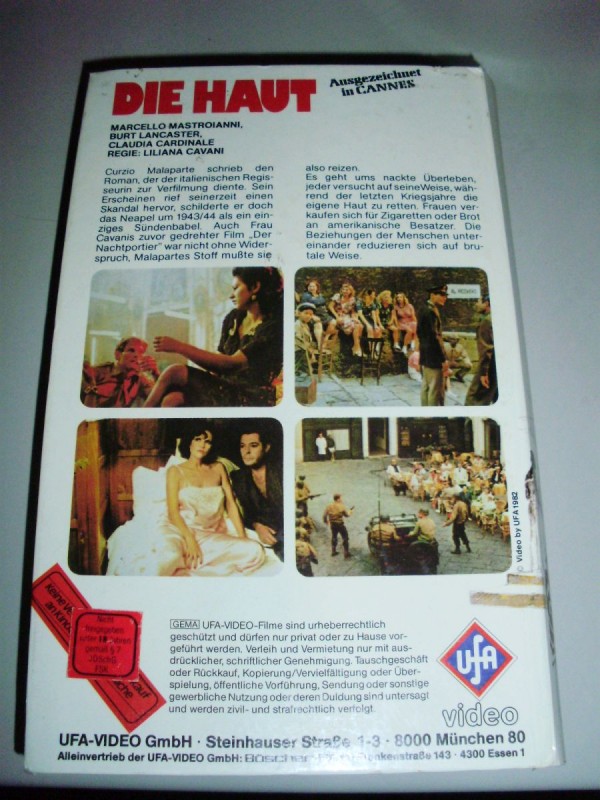 DIE HAUT
Ausgezeichnet
in CANNES
MARCELLO MASTROIANNI,
BURT LANCASTER,
CLAUDIA CARDINALE
REGIE: LILIANA CAVANI
Curzio Malaparte schrieb den
Roman, der der italienischen Regis-
seurin zur Verfilmung diente. Sein
Erscheinen rief seinerzeit einen
Skandal hervor, schilderte er doch
das Neapel um 1943/44 als ein ein-
ziges Sündenbabel. Auch Frau
Cavanis zuvor gedrehter Film „Der
Nachtportier" war nicht ohne Wider-
spruch, Malapartes Stoff mußte sie
also reizen.
Es geht ums nackte Überleben,
jeder versucht auf seine Weise, wäh-
rend der letzten Kriegsjahre die
eigene Haut zu retten. Frauen ver-
kaufen sich für Zigaretten oder Brot
an amerikanische Besatzer. Die
Beziehungen der Menschen unter-
einander reduzieren sich auf bru-
tale Weise.
© Video by UFA 1982
Nicht
freigegeben
unter 18 Jahren
gemäß § 7
JÖSchG
FSK
GEMA UFA-VIDEO-Filme sind urheberrechtlich
geschützt und dürfen nur privat oder zu Hause vor-
geführt werden. Verleih und Vermietung nur mit aus-
drücklicher, schriftlicher Genehmigung. Tauschgeschäft
oder Rückkauf, Kopierung/Vervielfältigung oder Über-
spielung, öffentliche Vorführung, Sendung oder sonstige
gewerbliche Nutzung oder deren Duldung sind untersagt
und werden zivil- und strafrechtlich verfolgt.
UfA
video
UFA-VIDEO GmbH · Steinhauser Straße 1-3 · 8000 München 80
Alleinvertrieb der UFA-VIDEO GmbH: 143 · 4300 Essen 1